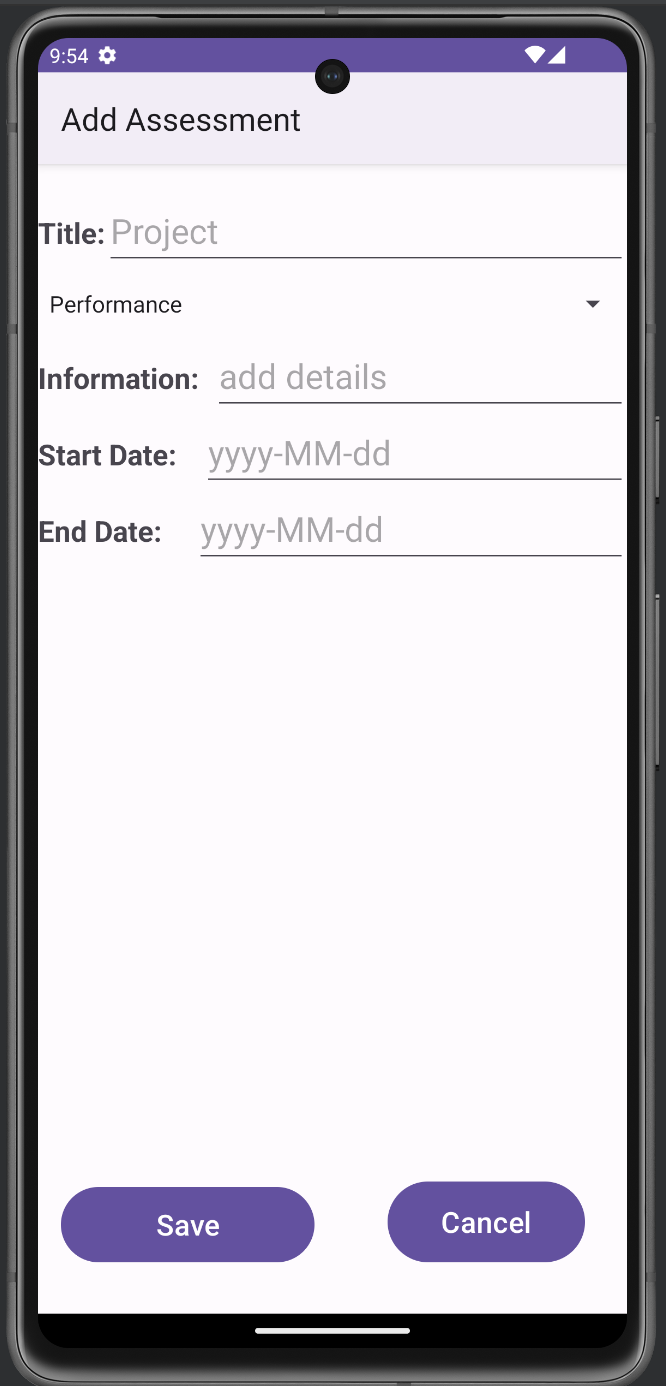 9:54
Add Assessment
Title: Project
Performance
Information: add details
Start Date: yyyy-MM-dd
End Date: yyyy-MM-dd
Save Cancel